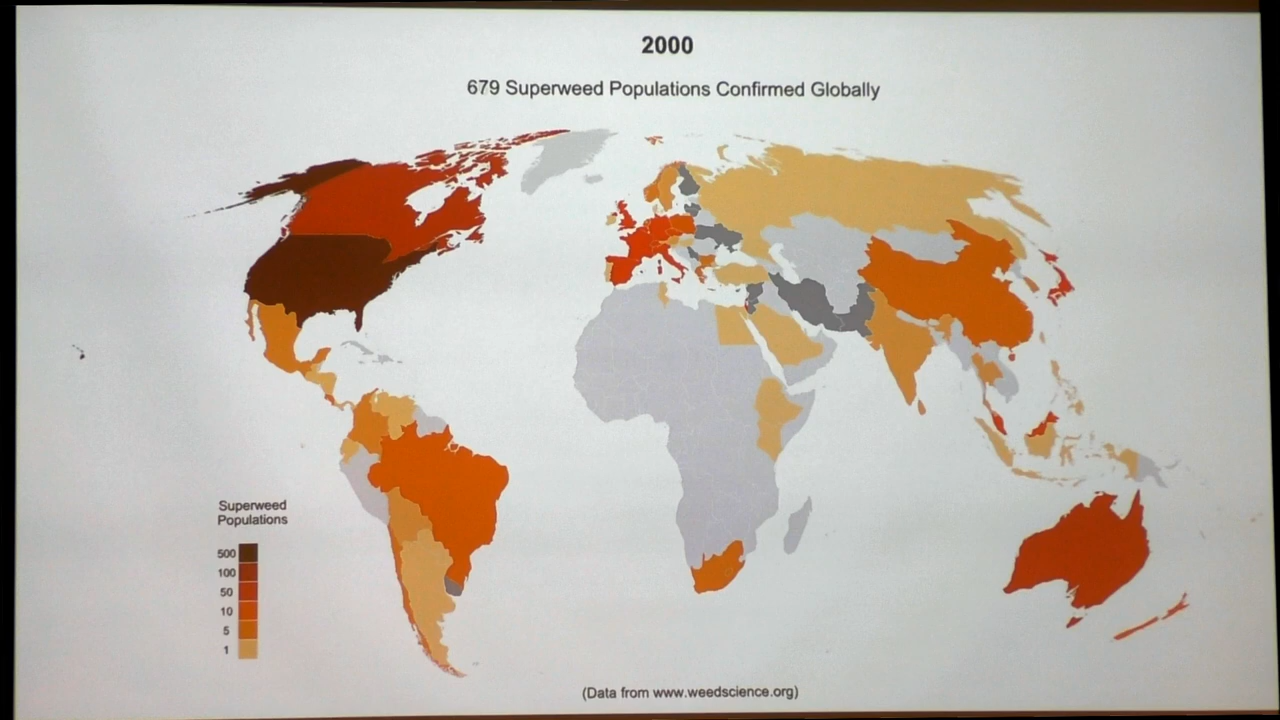 2000
679 Superweed Populations Confirmed Globally
Superweed
Populations
500
100
50
10
5
1
(Data from www.weedscience.org)